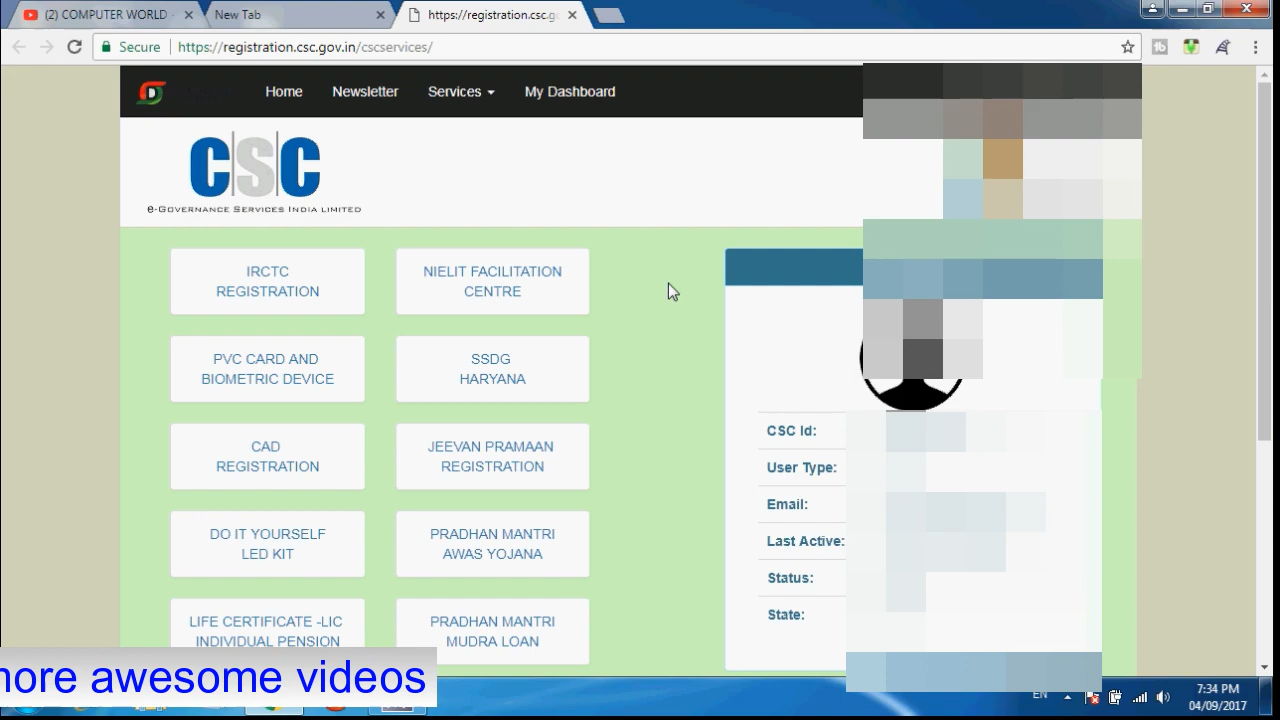 (2) COMPUTER WORLD -
New Tab
https://registration.csc.g
Secure
https://registration.csc.gov.in/cscservices/
Home
Newsletter
Services
My Dashboard
CSC
e-Governance Services India Limited
IRCTC
REGISTRATION
NIELIT FACILITATION
CENTRE
PVC CARD AND
BIOMETRIC DEVICE
SSDG
HARYANA
CAD
REGISTRATION
JEEVAN PRAMAAN
REGISTRATION
DO IT YOURSELF
LED KIT
PRADHAN MANTRI
AWAS YOJANA
LIFE CERTIFICATE -LIC
INDIVIDUAL PENSION
PRADHAN MANTRI
MUDRA LOAN
CSC Id:
User Type:
Email:
Last Active:
Status:
State:
more awesome videos
EN
7:34 PM
04/09/2017